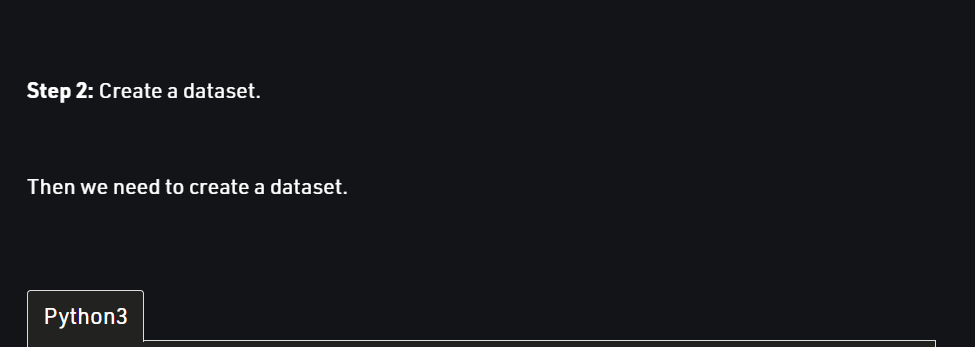 Step 2: Create a dataset.
Then we need to create a dataset.
Python3